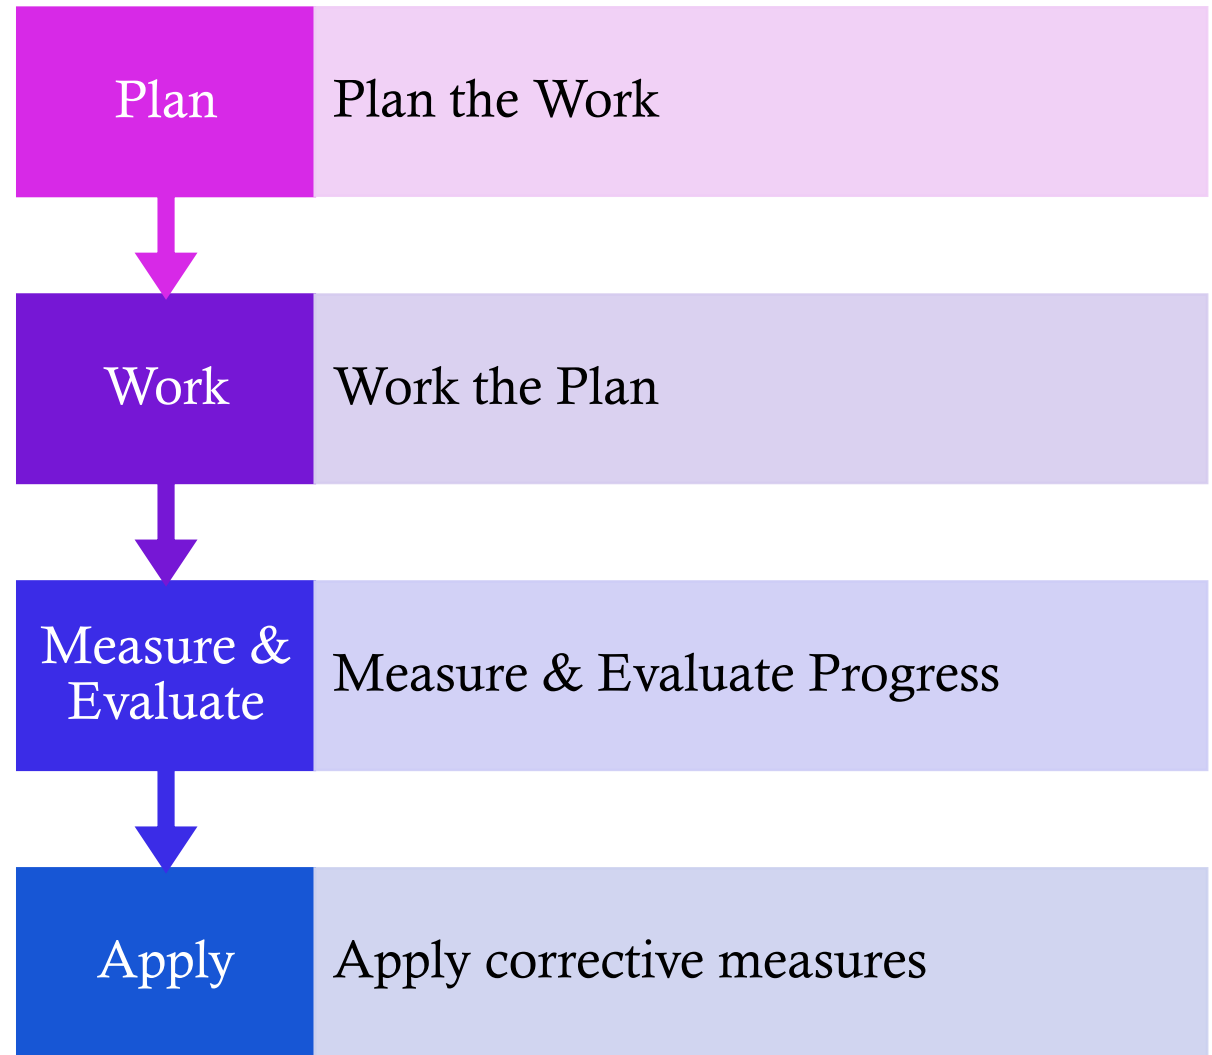 Plan
Plan the Work
Work
Work the Plan
Measure &
Evaluate
Measure & Evaluate Progress
Apply
Apply corrective measures